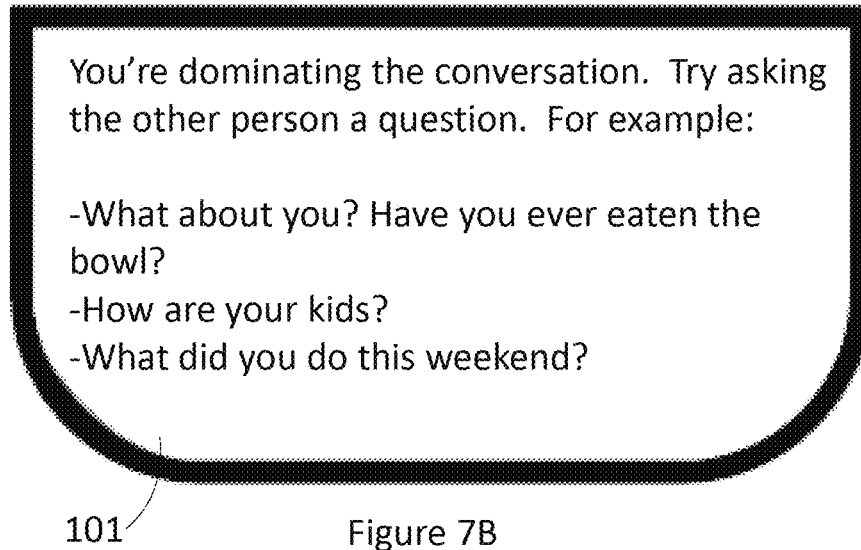 You’re dominating the conversation.  Try asking
the other person a question.  For example:
-What about you? Have you ever eaten the
bowl?
-How are your kids?
-What did you do this weekend?
101
Figure 7B